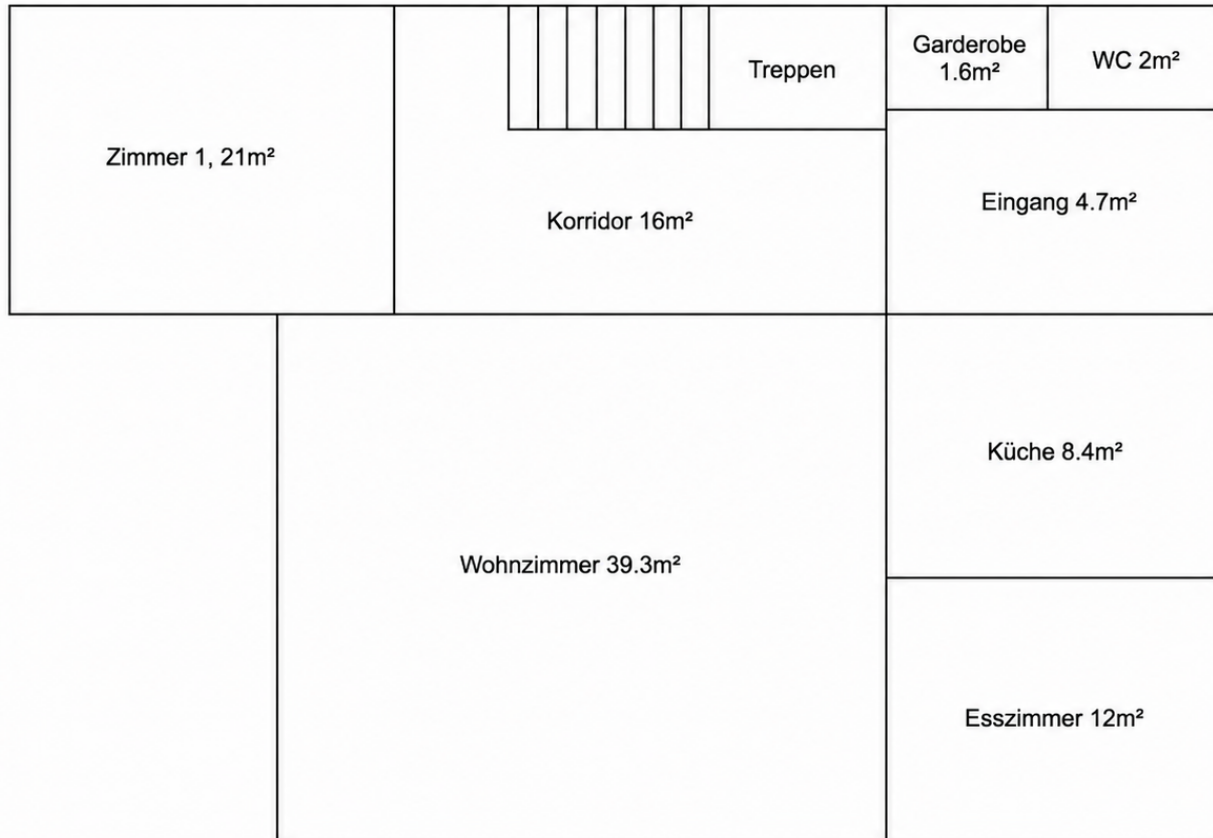 Treppen
Garderobe
1.6m²
WC 2m²
Zimmer 1, 21m²
Eingang 4.7m²
Korridor 16m²
Küche 8.4m²
Wohnzimmer 39.3m²
Esszimmer 12m²